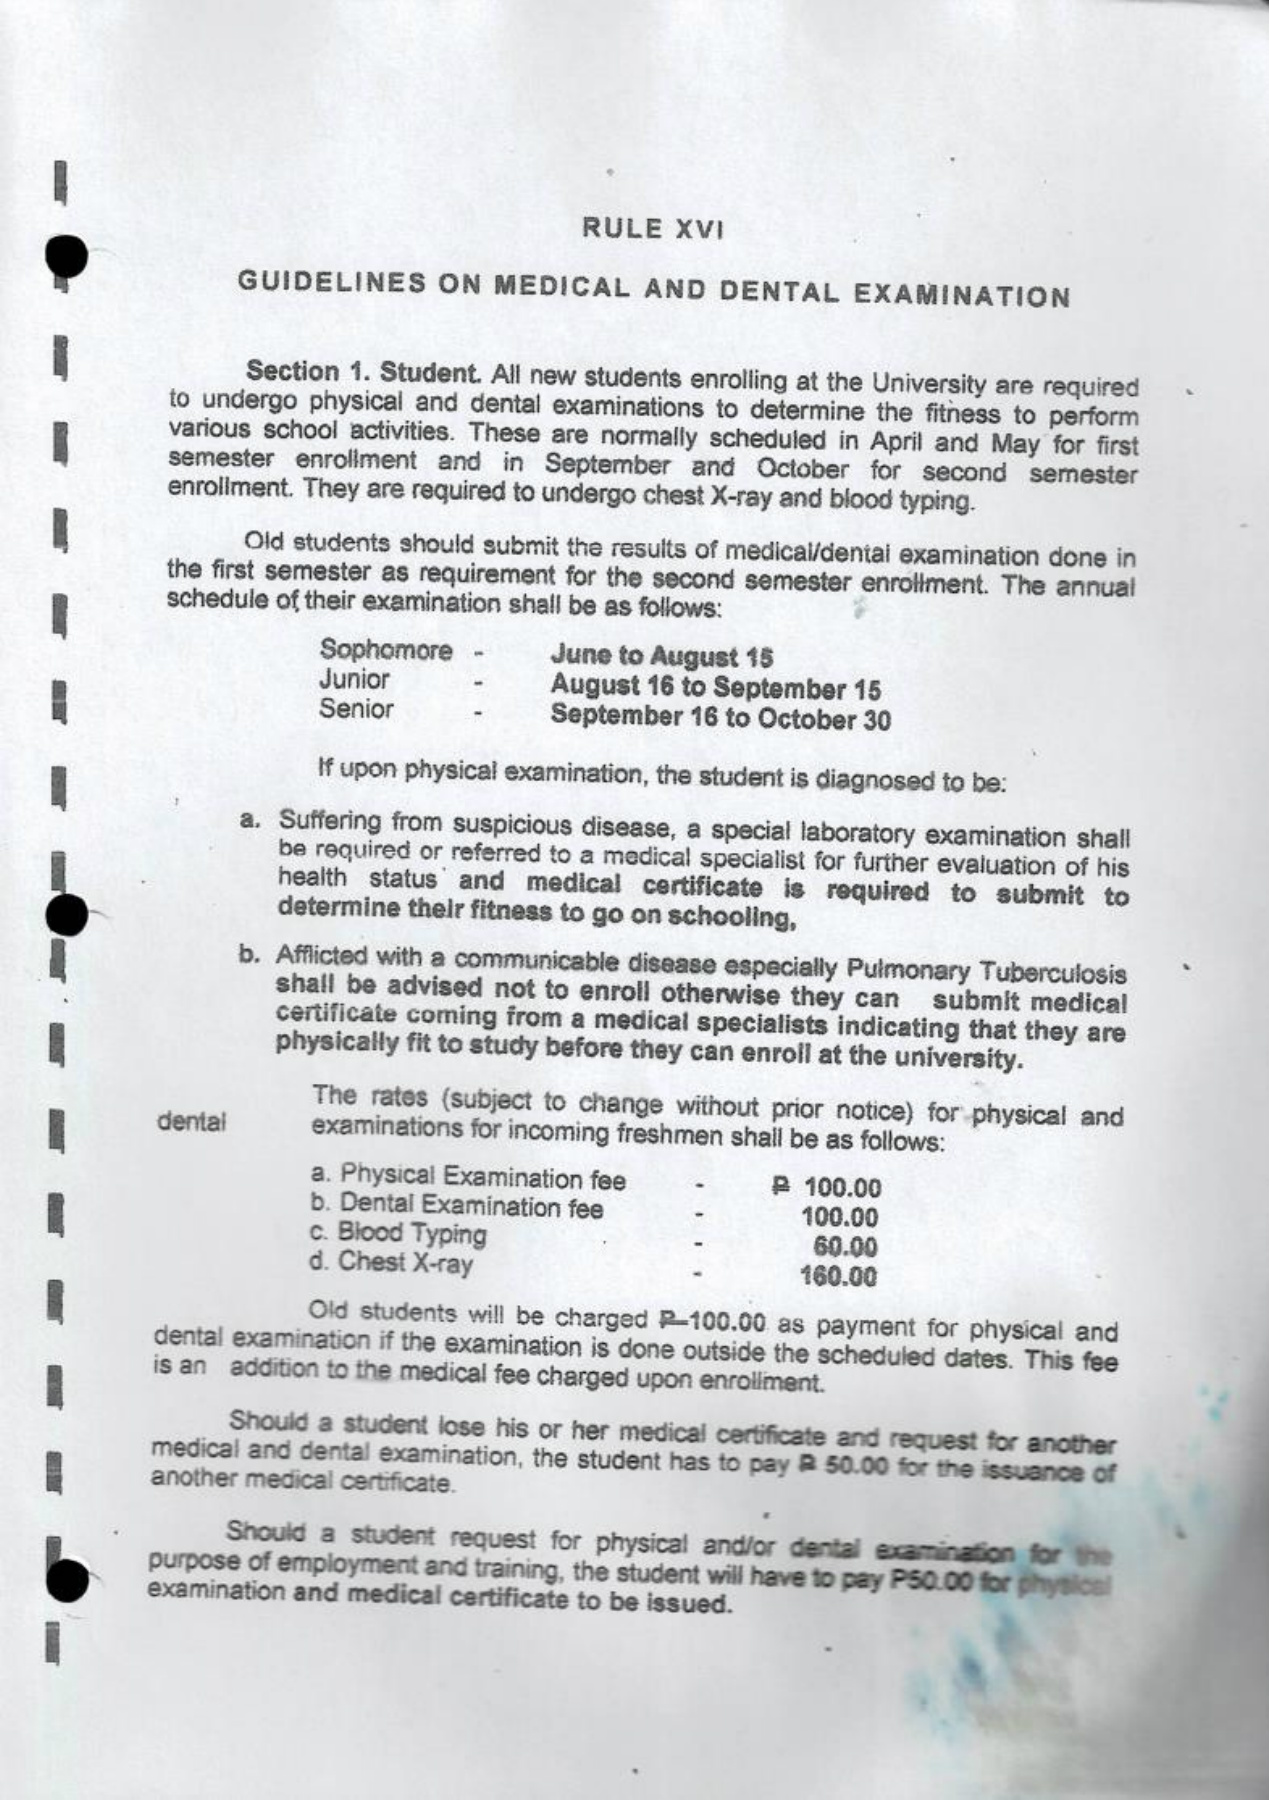 RULE XVI
GUIDELINES ON MEDICAL AND DENTAL EXAMINATION
Section 1. Student. All new students enrolling at the University are required
to undergo physical and dental examinations to determine the fitness to perform
various school activities. These are normally scheduled in April and May for first
semester enrollment and in September and October for second semester
enrollment. They are required to undergo chest X-ray and blood typing.
Old students should submit the results of medical/dental examination done in
the first semester as requirement for the second semester enrollment. The annual
schedule of their examination shall be as follows:
Sophomore - June to August 15
Junior - August 16 to September 15
Senior - September 16 to October 30
If upon physical examination, the student is diagnosed to be:
a. Suffering from suspicious disease, a special laboratory examination shall
be required or referred to a medical specialist for further evaluation of his
health status and medical certificate is required to submit to
determine their fitness to go on schooling,
b. Afflicted with a communicable disease especially Pulmonary Tuberculosis
shall be advised not to enroll otherwise they can submit medical
certificate coming from a medical specialists indicating that they are
physically fit to study before they can enroll at the university.
The rates (subject to change without prior notice) for physical and
dental examinations for incoming freshmen shall be as follows:
a. Physical Examination fee - ₱ 100.00
b. Dental Examination fee - 100.00
c. Blood Typing - 60.00
d. Chest X-ray - 160.00
Old students will be charged ₱ 100.00 as payment for physical and
dental examination if the examination is done outside the scheduled dates. This fee
is an addition to the medical fee charged upon enrollment.
Should a student lose his or her medical certificate and request for another
medical and dental examination, the student has to pay ₱ 50.00 for the issuance of
another medical certificate.
Should a student request for physical and/or dental examination for the
purpose of employment and training, the student will have to pay P50.00 for physical
examination and medical certificate to be issued.